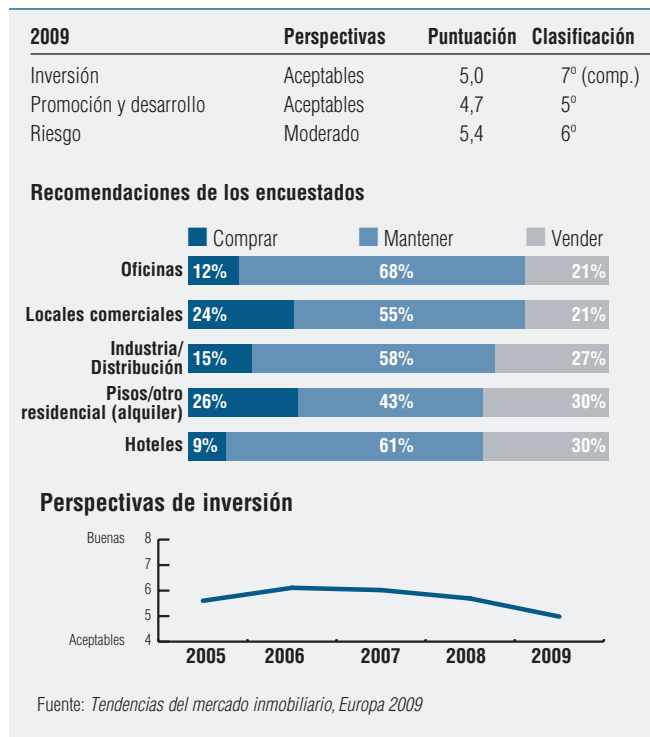 2009 Perspectivas Puntuación Clasificación
Inversión Aceptables 5,0 7º (comp.)
Promoción y desarrollo Aceptables 4,7 5º
Riesgo Moderado 5,4 6º
Recomendaciones de los encuestados
Comprar Mantener Vender
Oficinas 12% 68% 21%
Locales comerciales 24% 55% 21%
Industria/
Distribución 15% 58% 27%
Pisos/otro
residencial (alquiler) 26% 43% 30%
Hoteles 9% 61% 30%
Perspectivas de inversión
Buenas 8
7
6
5
Aceptables 4
2005 2006 2007 2008 2009
Fuente: Tendencias del mercado inmobiliario, Europa 2009